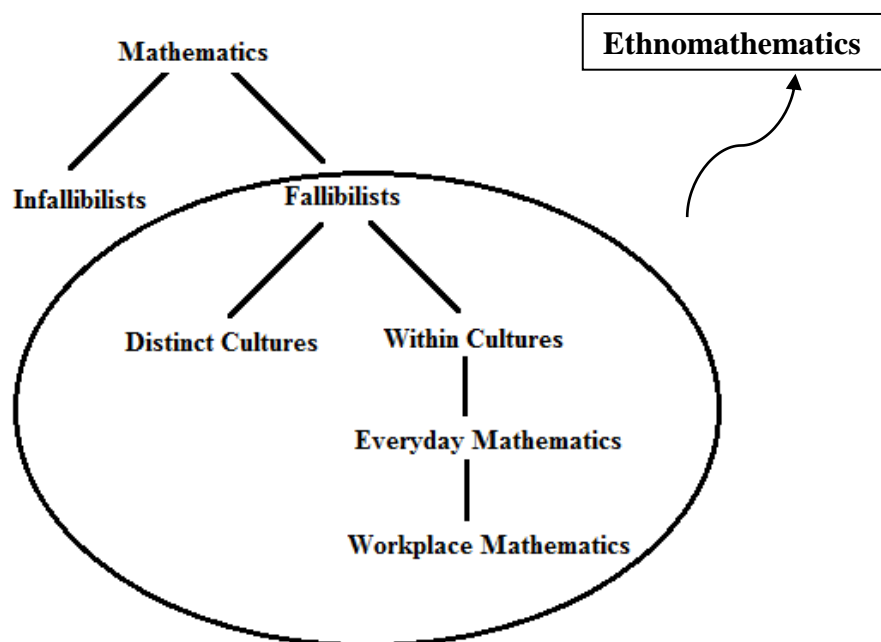 Ethnomathematics
Mathematics
Infallibilists
Fallibilists
Distinct Cultures
Within Cultures
Everyday Mathematics
Workplace Mathematics